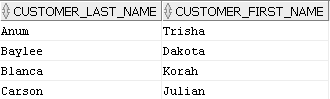 CUSTOMER_LAST_NAME CUSTOMER_FIRST_NAME
Anum Trisha
Baylee Dakota
Blanca Korah
Carson Julian